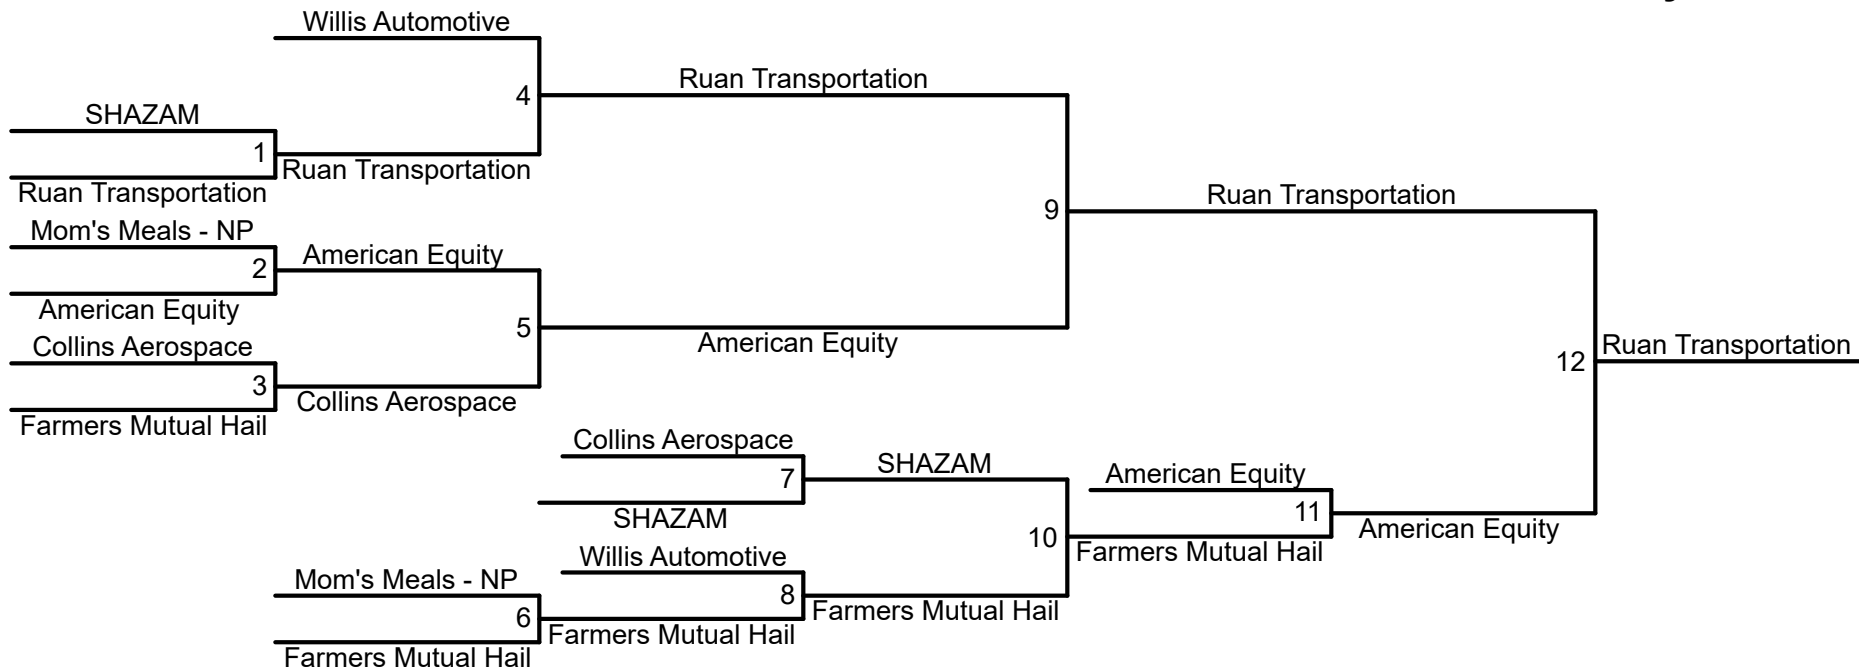 Willis Automotive
4
Ruan Transportation
SHAZAM
1
Ruan Transportation
Ruan Transportation
Mom's Meals - NP
2
American Equity
American Equity
9
Ruan Transportation
Collins Aerospace
3
Farmers Mutual Hail
Collins Aerospace
5
American Equity
12
Ruan Transportation
Collins Aerospace
7
SHAZAM
SHAZAM
American Equity
11
American Equity
10
Farmers Mutual Hail
Willis Automotive
8
Farmers Mutual Hail
Mom's Meals - NP
6
Farmers Mutual Hail
Farmers Mutual Hail